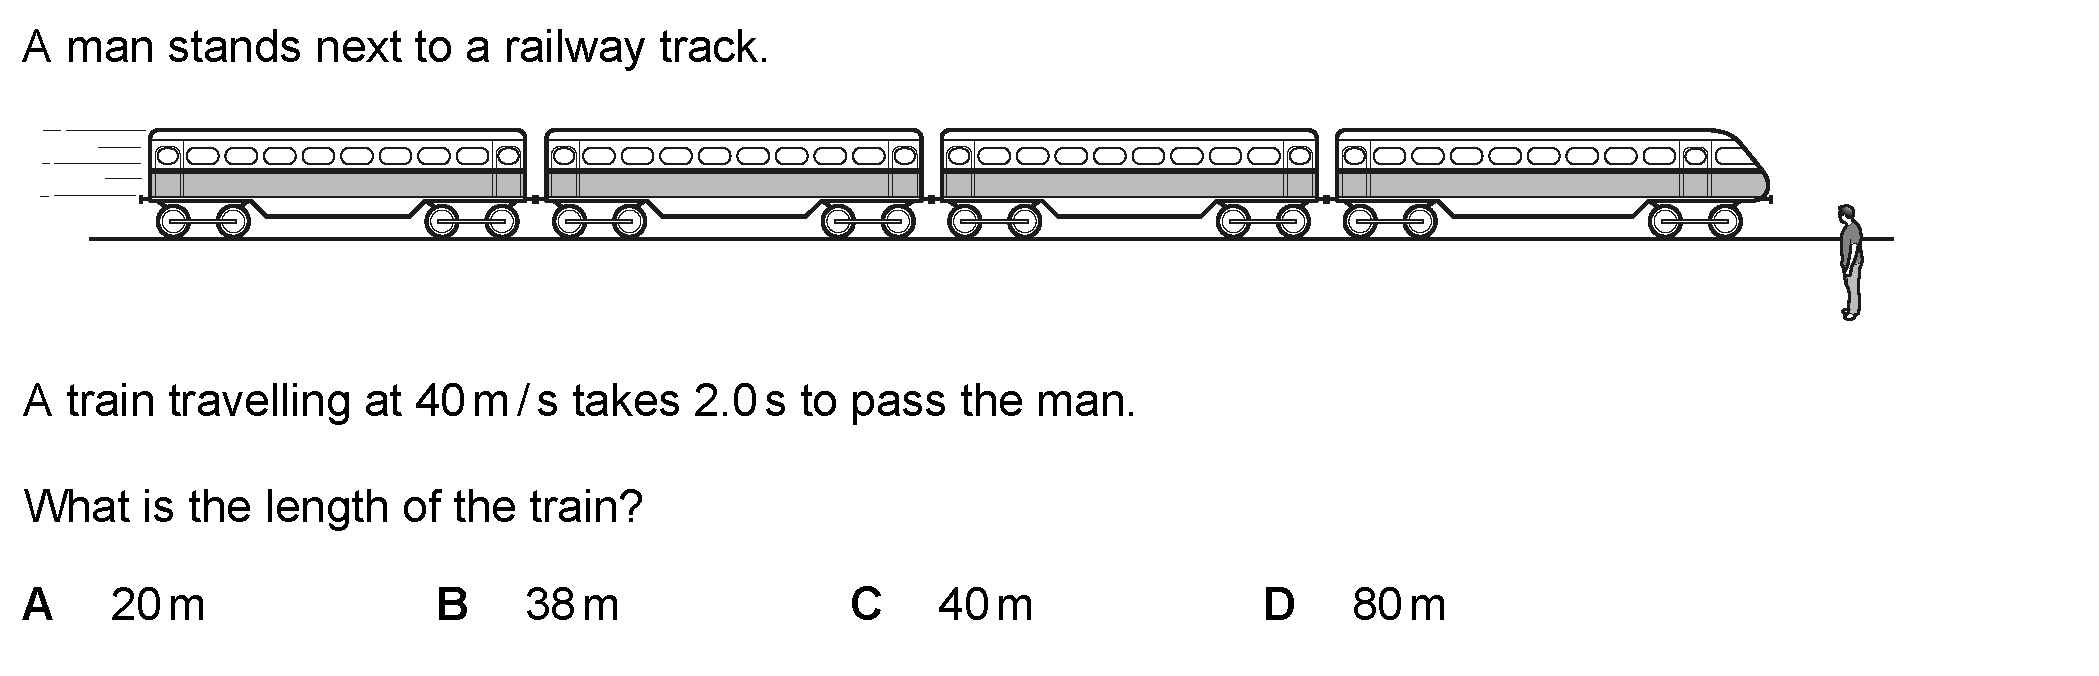 A man stands next to a railway track.
A train travelling at 40 m / s takes 2.0 s to pass the man.
What is the length of the train?
A 20 m B 38 m C 40 m D 80 m